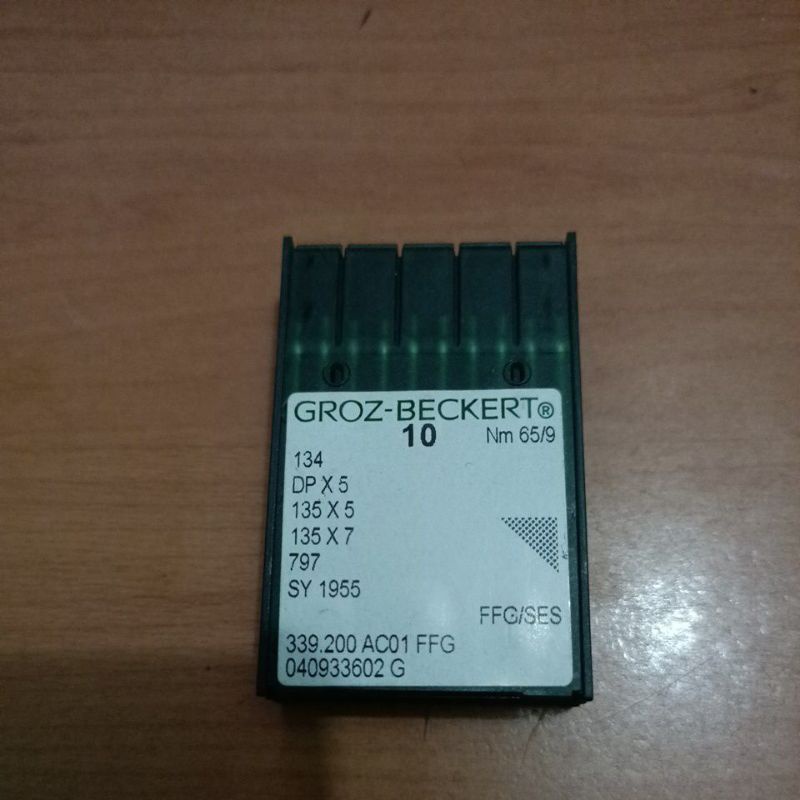 GROZ-BECKERT®
10 Nm 65/9
134
DP X 5
135 X 5
135 X 7
797
SY 1955
FFG/SES
339.200 AC01 FFG
040933602 G